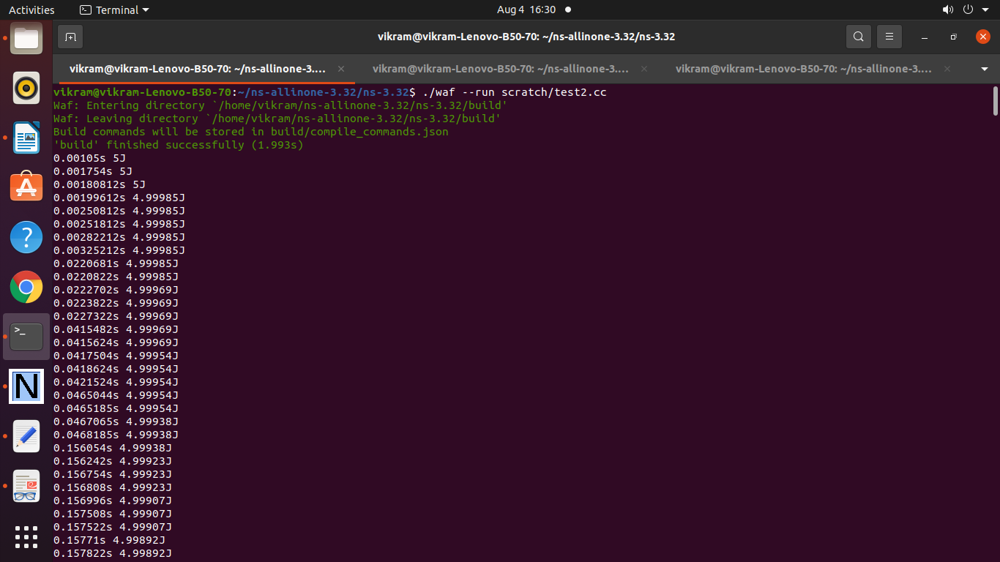 Activities
Terminal
Aug 4 16:30
vikram@vikram-Lenovo-B50-70: ~/ns-allinone-3.32/ns-3.32
vikram@vikram-Lenovo-B50-70: ~/ns-allinone-3....
vikram@vikram-Lenovo-B50-70: ~/ns-allinone-3....
vikram@vikram-Lenovo-B50-70: ~/ns-allinone-3....
vikram@vikram-Lenovo-B50-70:~/ns-allinone-3.32/ns-3.32$ ./waf --run scratch/test2.cc
Waf: Entering directory `/home/vikram/ns-allinone-3.32/ns-3.32/build'
Waf: Leaving directory `/home/vikram/ns-allinone-3.32/ns-3.32/build'
Build commands will be stored in build/compile_commands.json
'build' finished successfully (1.993s)
0.00105s 5J
0.001754s 5J
0.00180812s 5J
0.00199612s 4.99985J
0.00250812s 4.99985J
0.00251812s 4.99985J
0.00282212s 4.99985J
0.00325212s 4.99985J
0.0220681s 4.99985J
0.0220822s 4.99985J
0.0222702s 4.99969J
0.0223822s 4.99969J
0.0227322s 4.99969J
0.0415482s 4.99969J
0.0415624s 4.99969J
0.0417504s 4.99954J
0.0418624s 4.99954J
0.0421524s 4.99954J
0.0465044s 4.99954J
0.0465185s 4.99954J
0.0467065s 4.99938J
0.0468185s 4.99938J
0.156054s 4.99938J
0.156242s 4.99923J
0.156754s 4.99923J
0.156808s 4.99923J
0.156996s 4.99907J
0.157508s 4.99907J
0.157522s 4.99907J
0.15771s 4.99892J
0.157822s 4.99892J